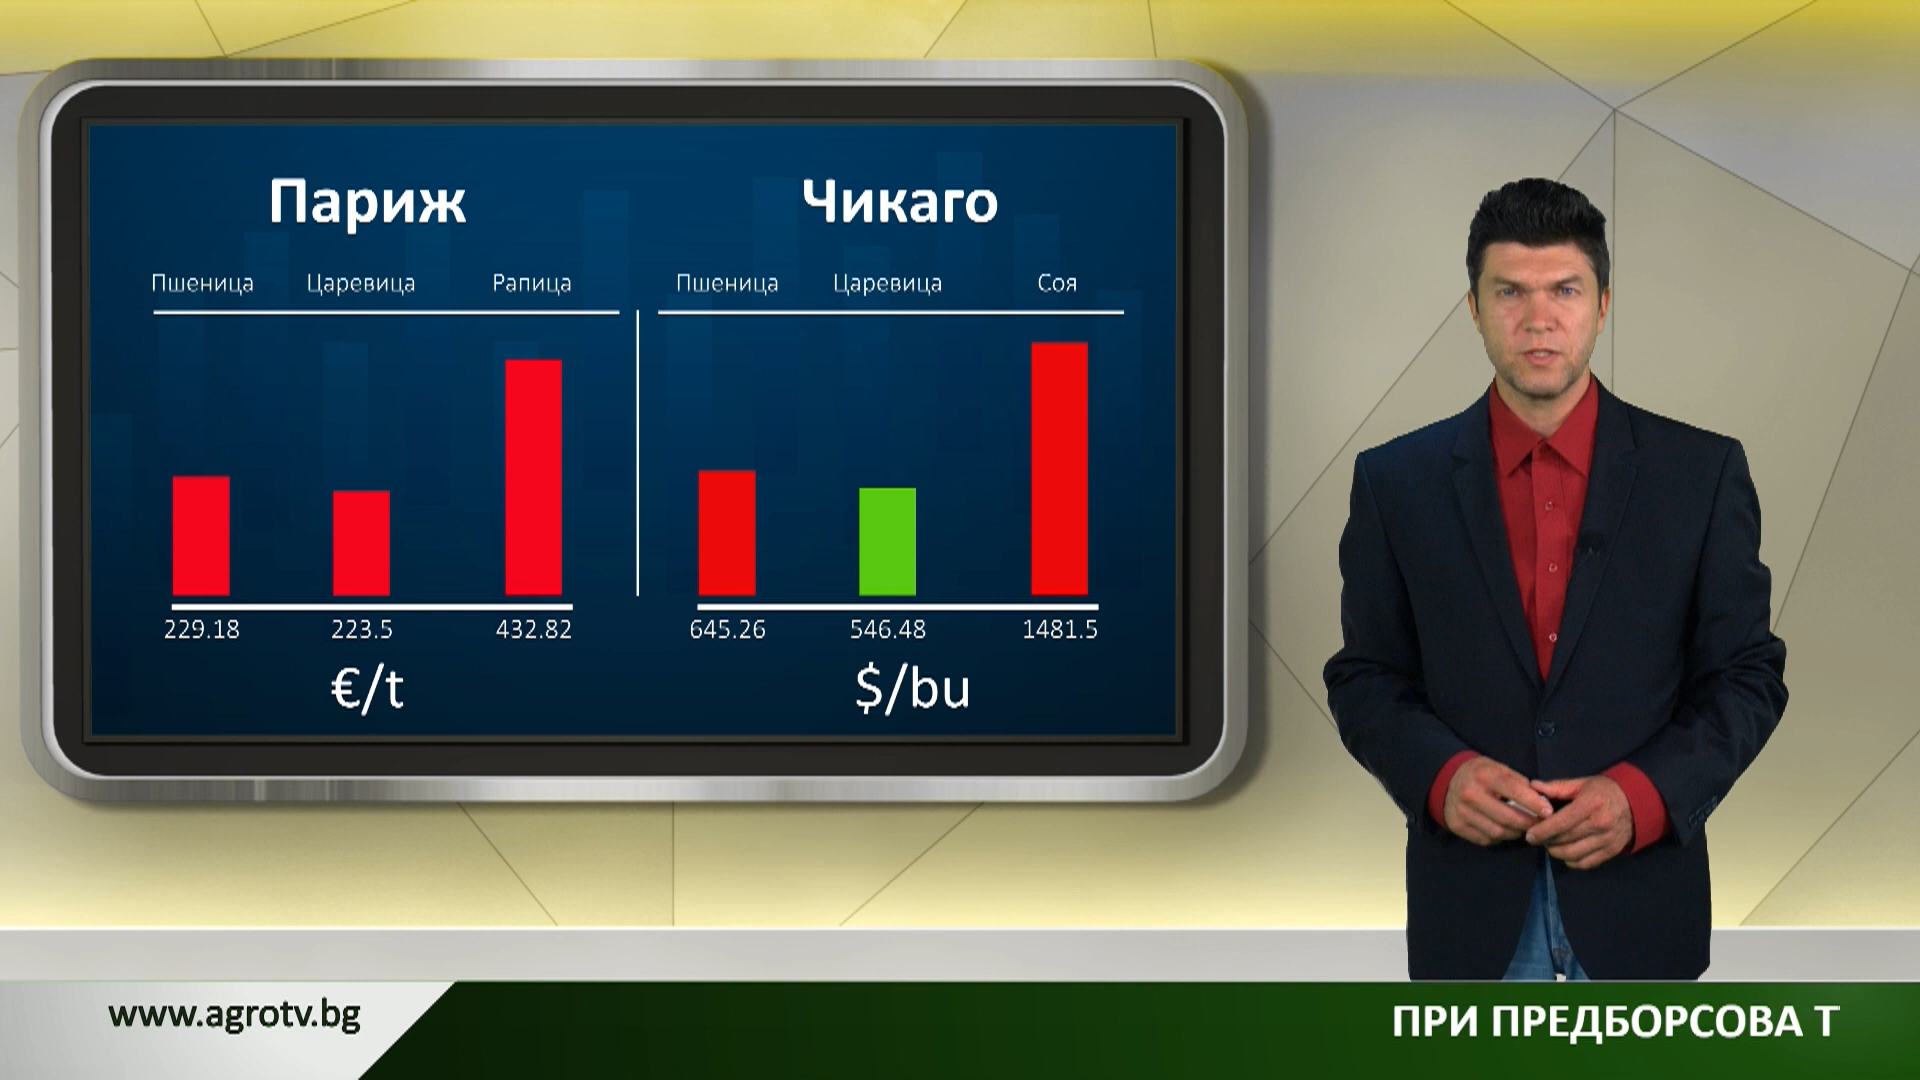 Париж
Пшеница Царевица Рапица
229.18 223.5 432.82
€/t
Чикаго
Пшеница Царевица Соя
645.26 546.48 1481.5
$/bu
www.agrotv.bg
ПРИ ПРЕДБОРСОВА Т